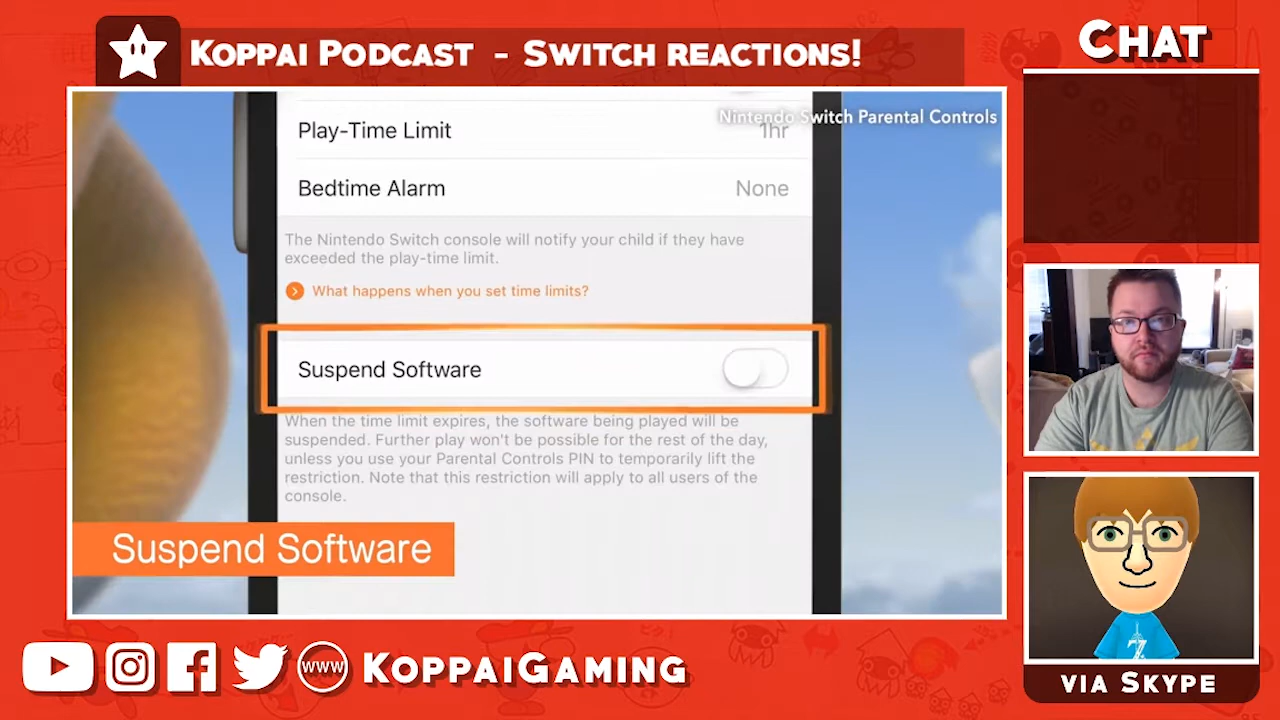 Koppai Podcast - Switch reactions!
Chat
Nintendo Switch Parental Controls
Play-Time Limit 1hr
Bedtime Alarm None
The Nintendo Switch console will notify your child if they have
exceeded the play-time limit.
What happens when you set time limits?
Suspend Software
When the time limit expires, the software being played will be
suspended. Further play won't be possible for the rest of the day,
unless you use your Parental Controls PIN to temporarily lift the
restriction. Note that this restriction will apply to all users of the
console.
Suspend Software
www KoppaiGaming
via Skype